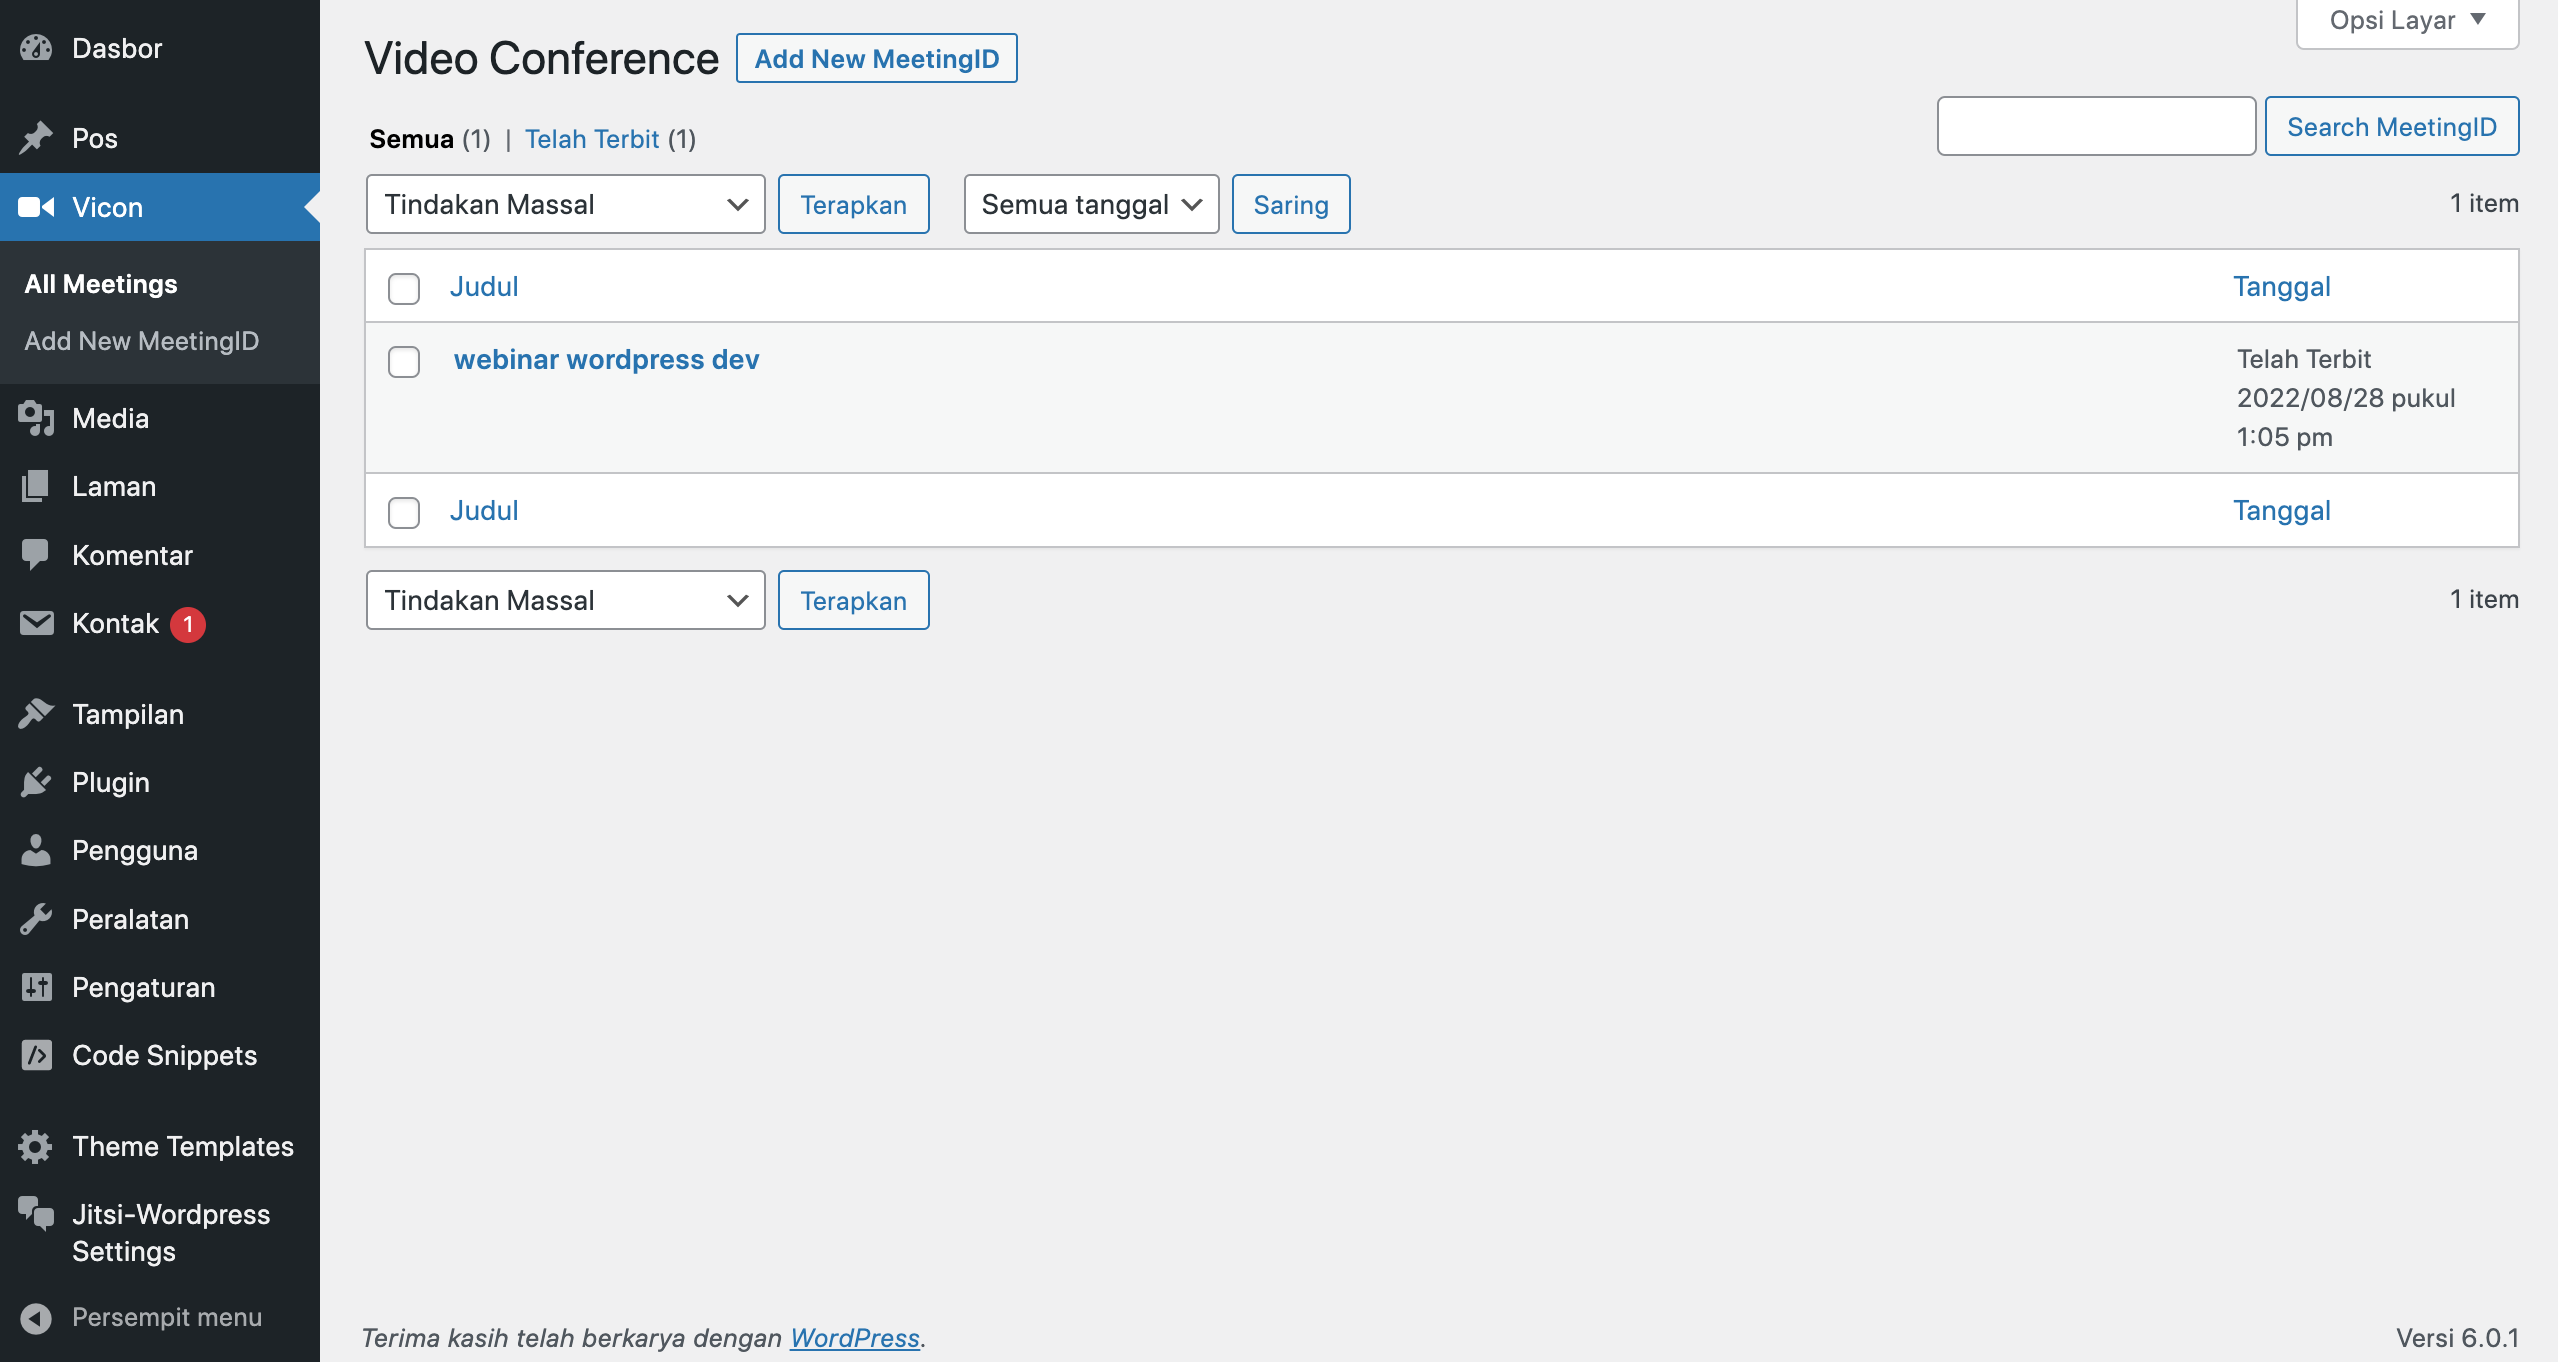 Dasbor
Pos
Vicon
All Meetings
Add New MeetingID
Media
Laman
Komentar
Kontak 1
Tampilan
Plugin
Pengguna
Peralatan
Pengaturan
Code Snippets
Theme Templates
Jitsi-Wordpress
Settings
Persempit menu
Opsi Layar
Video Conference Add New MeetingID
Semua (1) | Telah Terbit (1)
Search MeetingID
Tindakan Massal Terapkan Semua tanggal Saring 1 item
Judul Tanggal
webinar wordpress dev Telah Terbit
2022/08/28 pukul
1:05 pm
Judul Tanggal
Tindakan Massal Terapkan 1 item
Terima kasih telah berkarya dengan WordPress. Versi 6.0.1